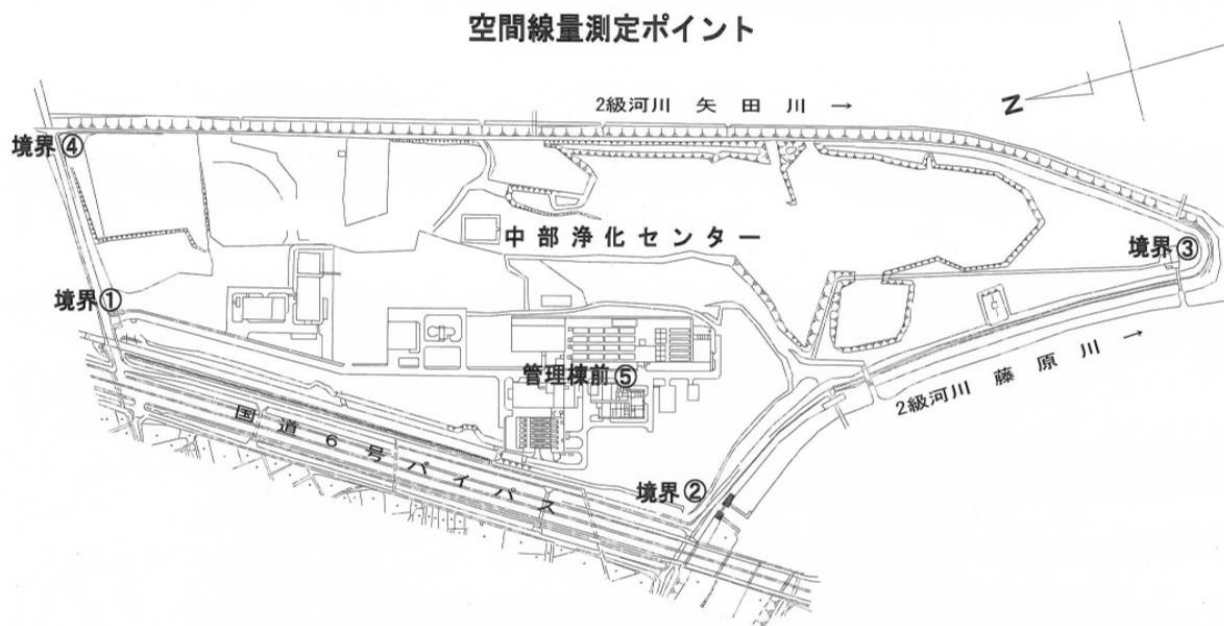 空間線量測定ポイント
2級河川 矢田川 →
N
境界④
中部浄化センター
境界③
境界①
管理棟前⑤
2級河川 藤原川 →
国道6号バイパス
境界②